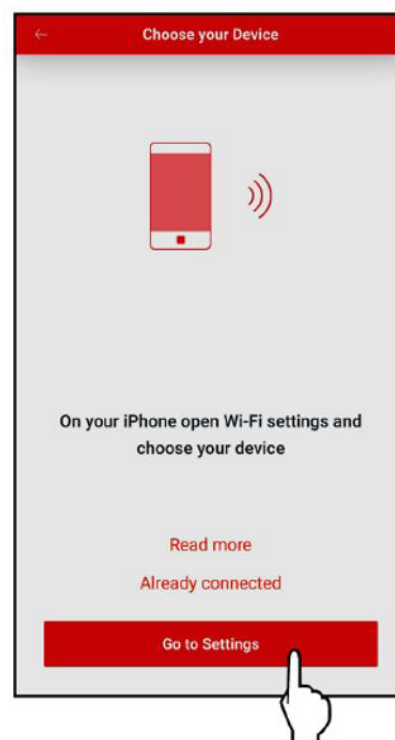 Choose your Device
On your iPhone open Wi-Fi settings and
choose your device
Read more
Already connected
Go to Settings